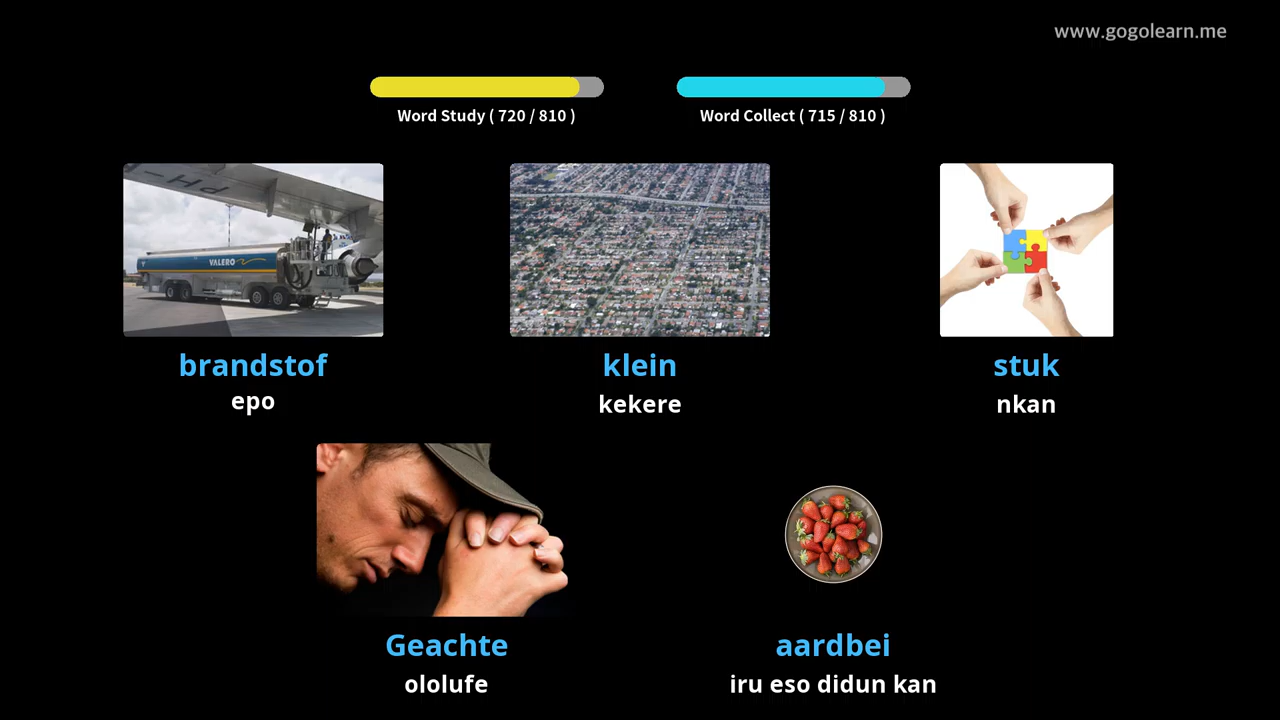 www.gogolearn.me
Word Study ( 720 / 810 )
Word Collect ( 715 / 810 )
PH-
VALERO
brandstof
epo
klein
kekere
stuk
nkan
Geachte
ololufe
aardbei
iru eso didun kan